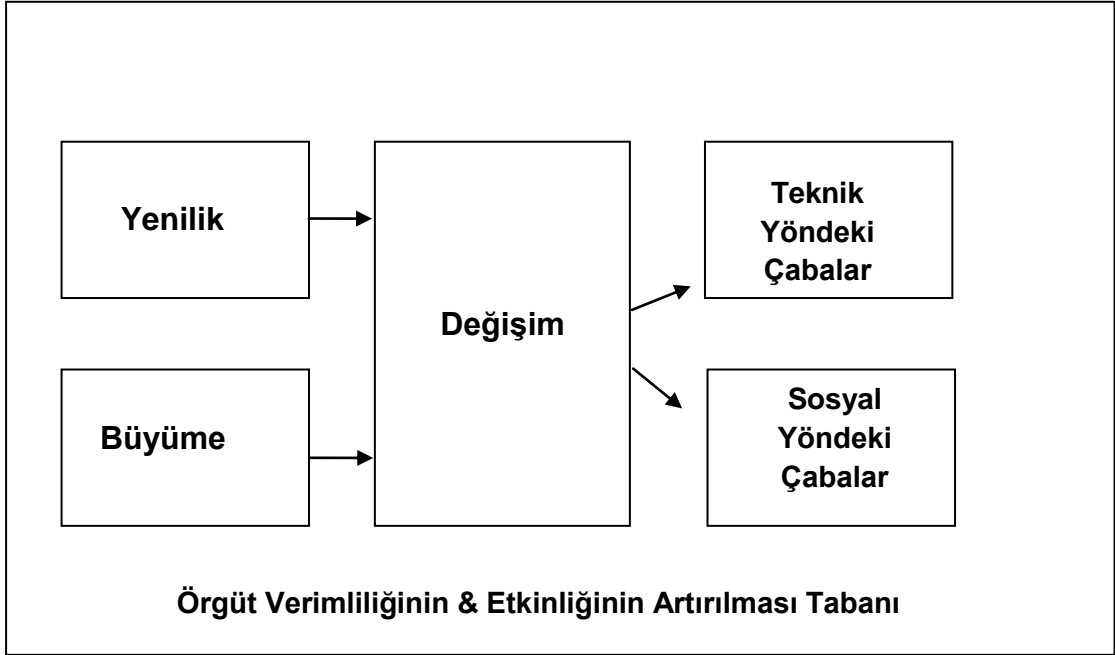 Yenilik
Büyüme
Değişim
Teknik
Yöndeki
Çabalar
Sosyal
Yöndeki
Çabalar
Örgüt Verimliliğinin & Etkinliğinin Artırılması Tabanı